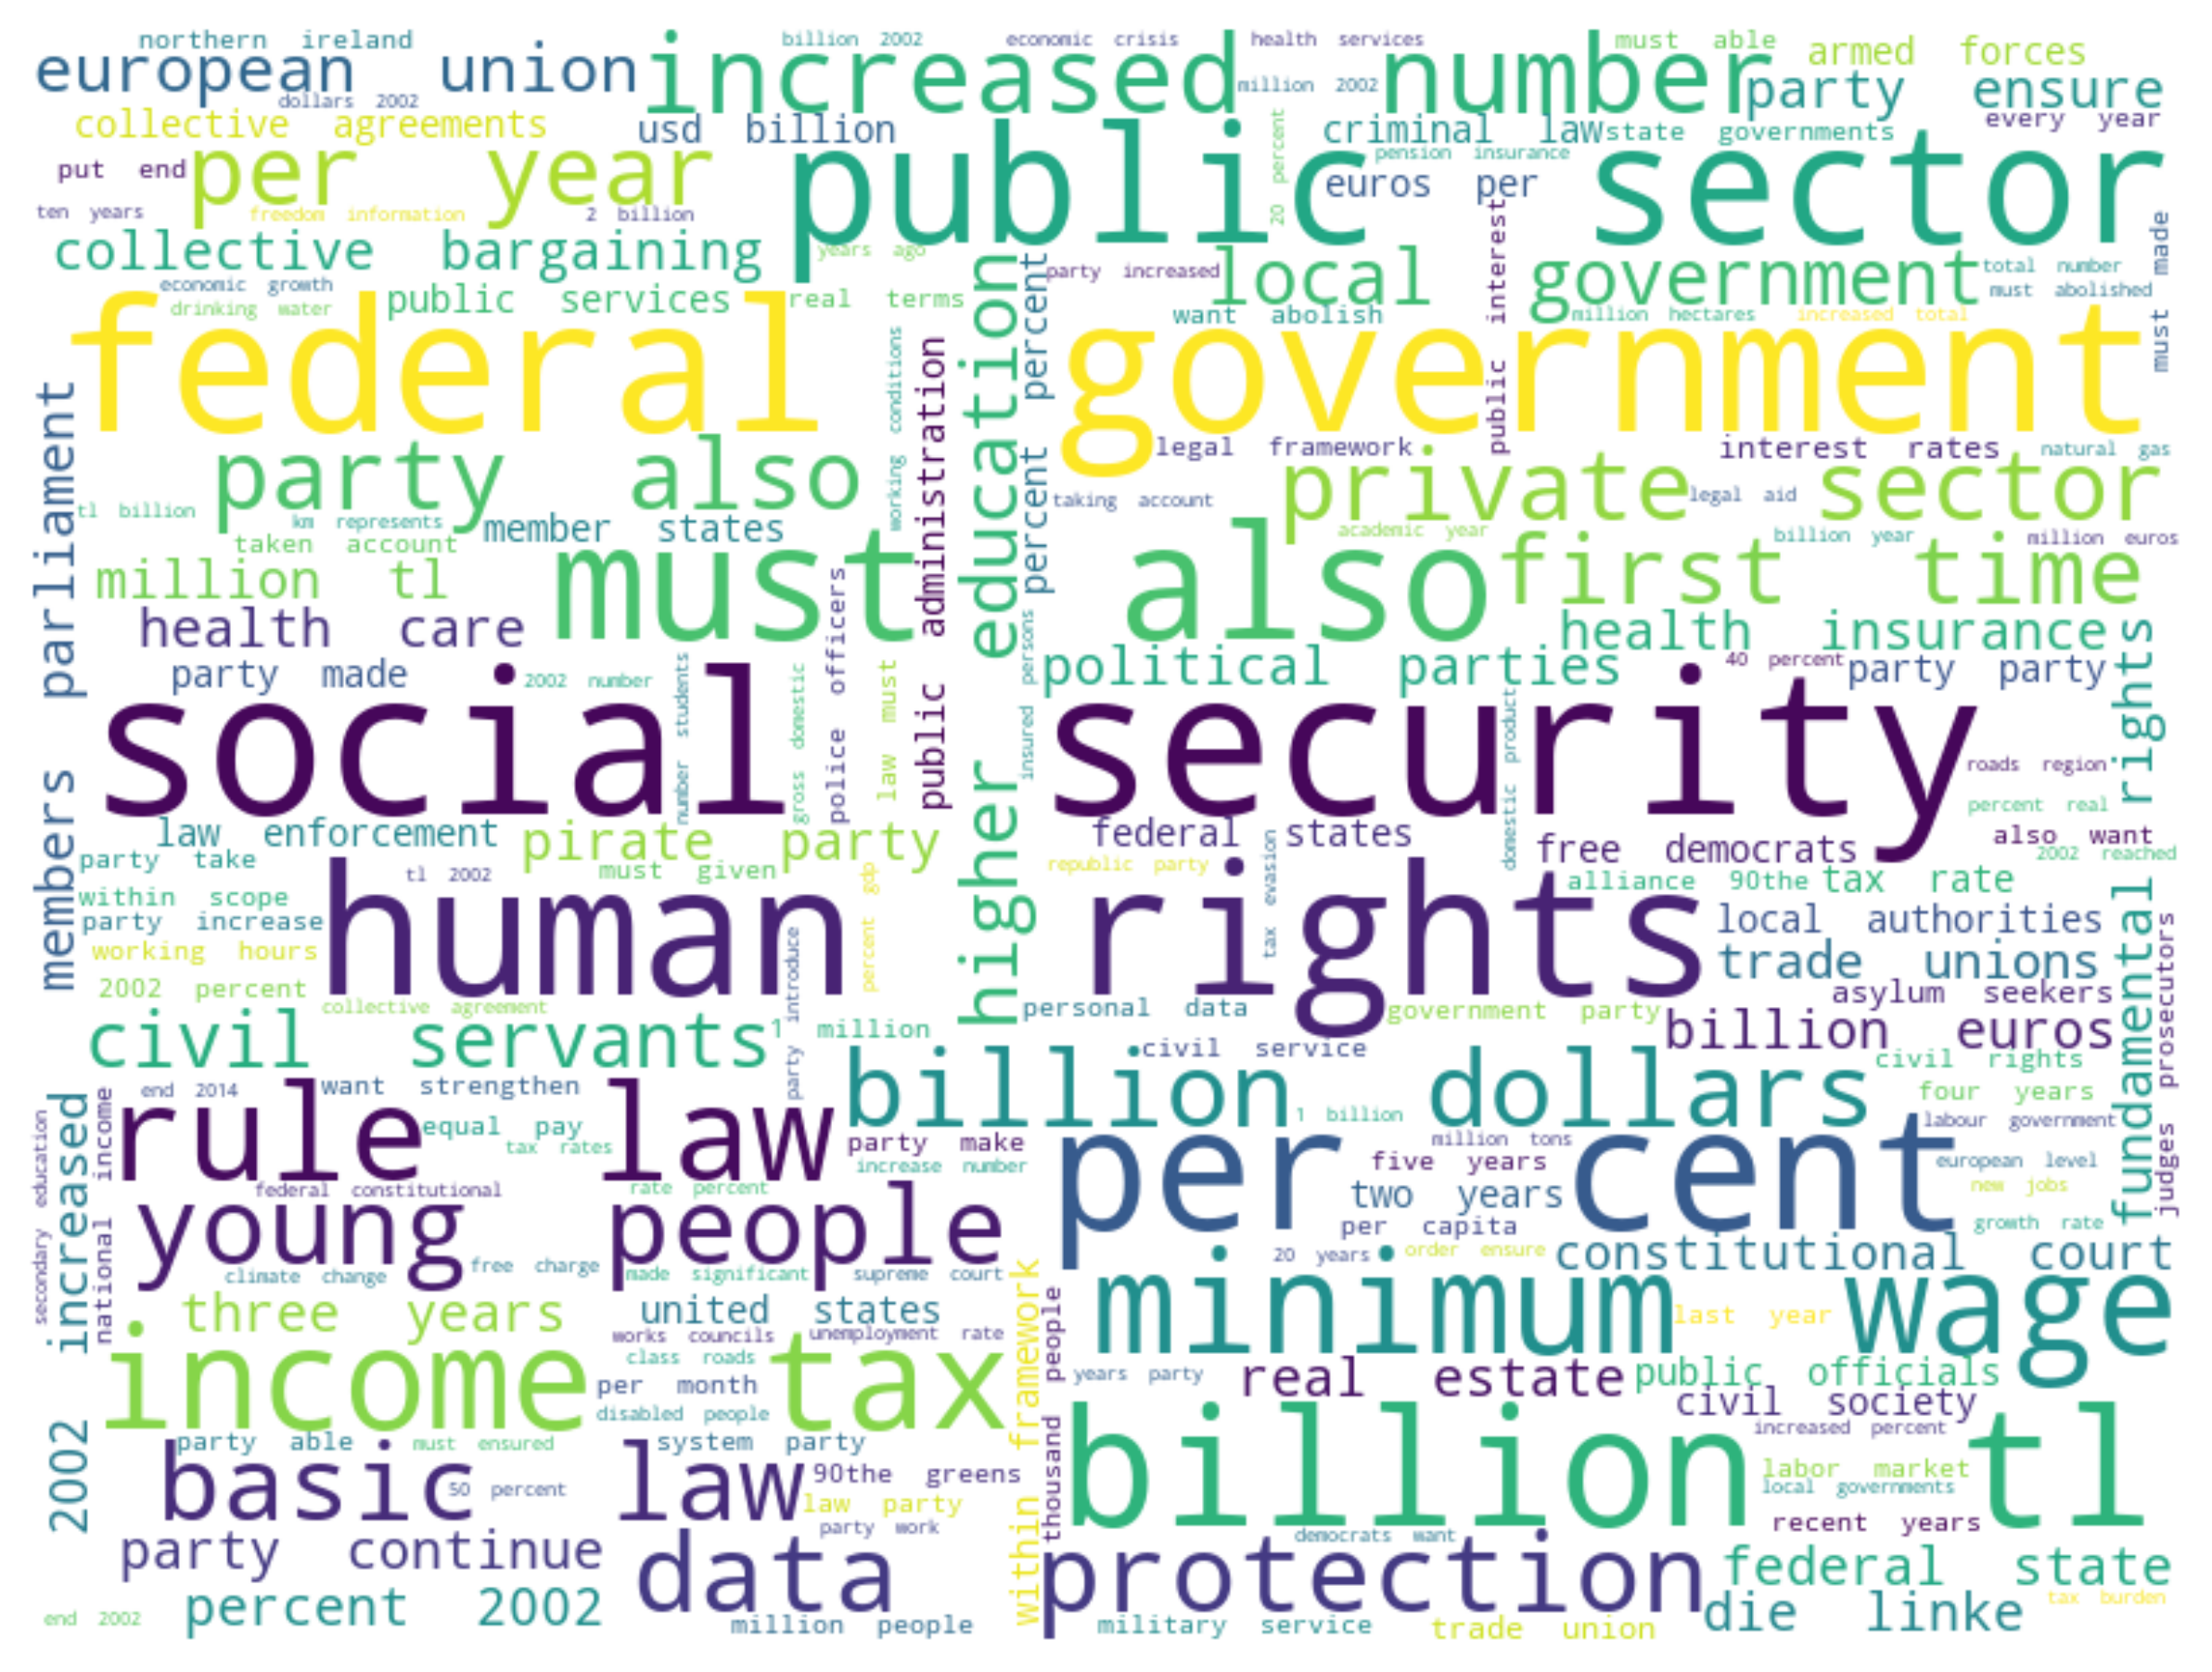 northern ireland
billion 2002
economic crisis
health services
must able
armed forces
european union
increased
number
million 2002
party ensure
dollars 2002
collective agreements
usd billion
criminal law
state governments
every year
put end
per year
public
sector
20 percent
pension insurance
euros per
ten years
freedom information
2 billion
collective bargaining
years ago
party increased
local government
public interest
total number
must made
economic growth
drinking water
public services
real terms
want abolish
million hectares
increased total
must abolished
federal government
higher education
percent percent
working conditions
public administration
members parliament
party also
legal framework
interest rates
natural gas
private sector
tl billion
km represents
member states
taking account
legal aid
academic year
billion year
million euros
taken account
million tl
must also
first time
health care
police officers
insured persons
health insurance
party made
2002 number
number students
gross domestic
law must
political parties
40 percent
party party
fundamental rights
social security
domestic product
roads region
percent real
law enforcement
pirate party
federal states
free democrats
also want
party take
tl 2002
must given
republic party
tax evasion
2002 reached
within scope
party increase
human rights
percent gdp
alliance 90the
tax rate
local authorities
working hours
trade unions
2002 percent
collective agreement
party introduce
personal data
government party
asylum seekers
judges prosecutors
civil servants
1 million
billion euros
civil service
end 2014
want strengthen
billion dollars
civil rights
four years
rule law
equal pay
tax rates
1 billion
party make
increase number
per cent
million tons
five years
labour government
european level
secondary education
national income
increased 2002
federal constitutional
rate percent
two years
new jobs
young people
per capita
growth rate
climate change
free charge
made significant
supreme court
20 years
order ensure
constitutional court
three years
united states
minimum wage
last year
works councils
unemployment rate
income tax
class roads
per month
disabled people
within framework
thousand people
years party
real estate
public officials
civil society
party able
must ensured
system party
billion tl
increased percent
basic law
50 percent
90the greens
labor market
local governments
law party
party work
recent years
party continue
data protection
democrats want
federal state
end 2002
percent 2002
million people
military service
trade union
die linke
tax burden